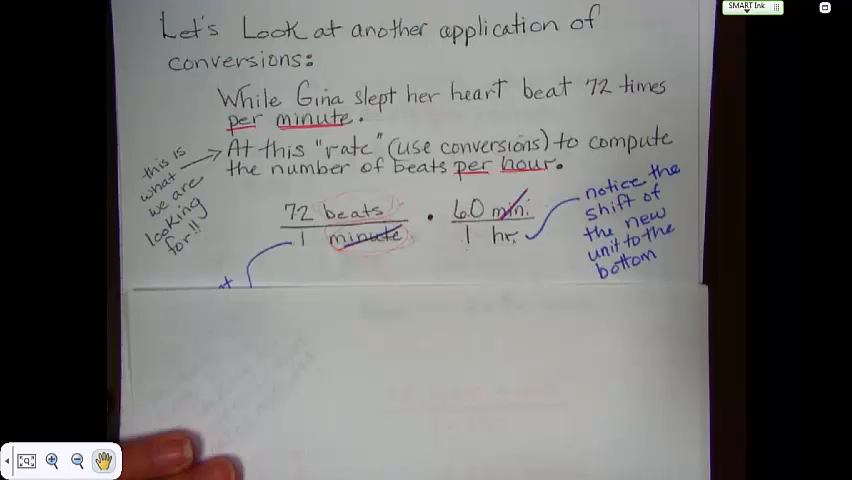 SMART Ink
Let's Look at another application of
conversions:
While Gina slept her heart beat 72 times
per minute.
this is
what
we are
looking
for!!
At this "rate" (use conversions) to compute
the number of beats per hour.
72 beats
1 minute
•
60 min.
1 hr.
notice the
shift of
the new
unit to the
bottom